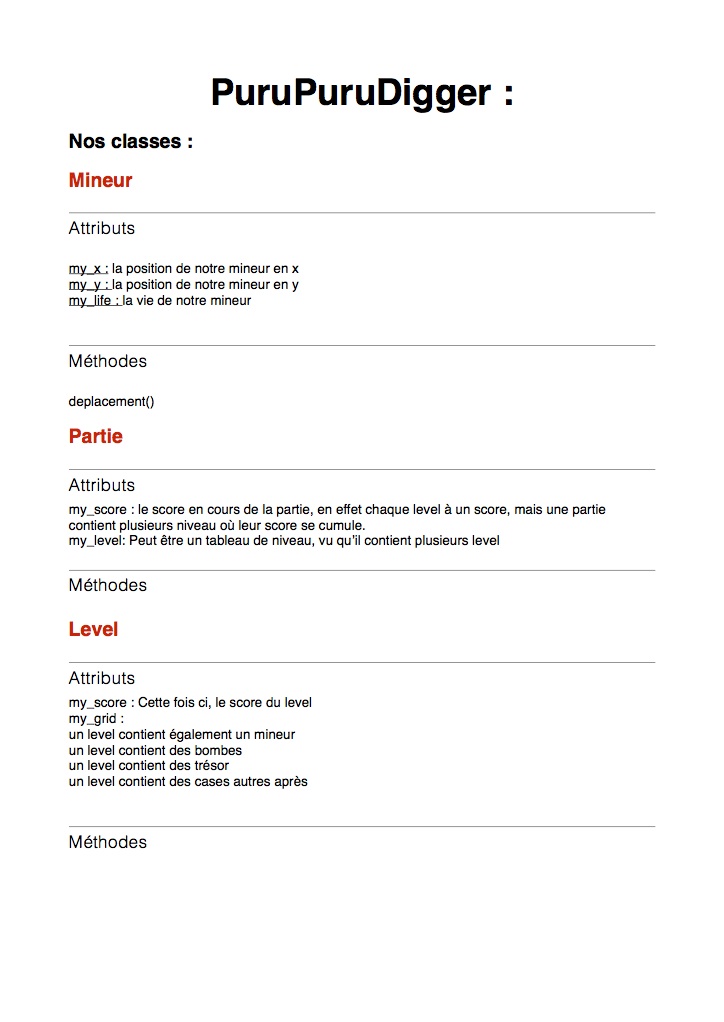 PuruPuruDigger :
Nos classes :
Mineur
Attributs
my_x : la position de notre mineur en x
my_y : la position de notre mineur en y
my_life : la vie de notre mineur
Méthodes
deplacement()
Partie
Attributs
my_score : le score en cours de la partie, en effet chaque level à un score, mais une partie
contient plusieurs niveau où leur score se cumule.
my_level: Peut être un tableau de niveau, vu qu'il contient plusieurs level
Méthodes
Level
Attributs
my_score : Cette fois ci, le score du level
my_grid :
un level contient également un mineur
un level contient des bombes
un level contient des trésor
un level contient des cases autres après
Méthodes